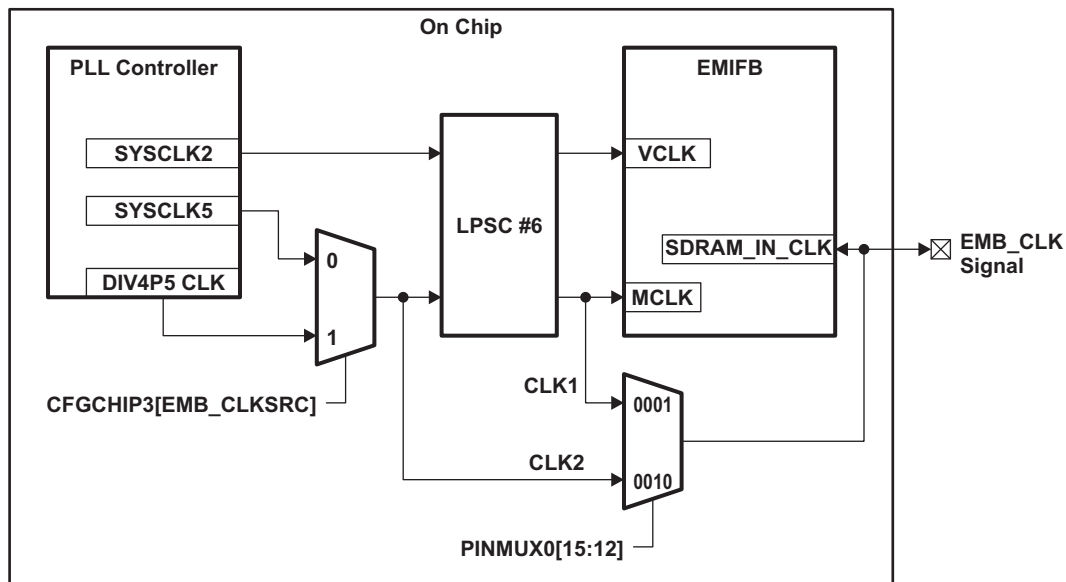 On Chip
PLL Controller
EMIFB
SYSCLK2
VCLK
SYSCLK5
LPSC #6
0
SDRAM_IN_CLK
EMB_CLK
Signal
DIV4P5 CLK
MCLK
1
CLK1
0001
CFGCHIP3[EMB_CLKSRC]
CLK2
0010
PINMUX0[15:12]